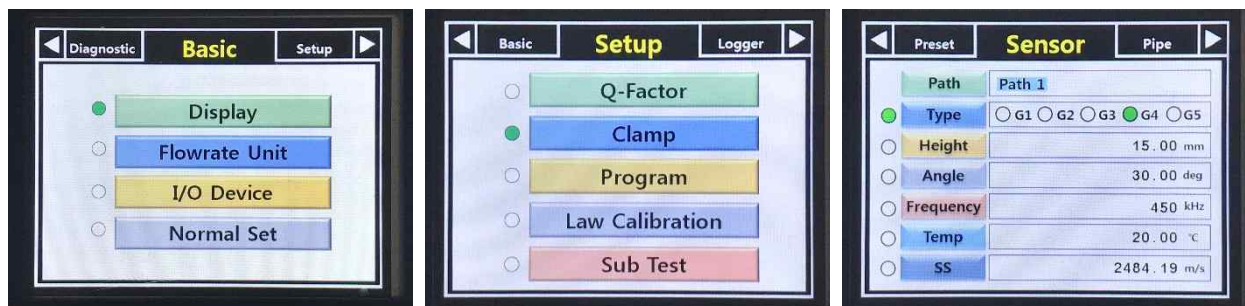 Diagnostic Basic Setup
Display
Flowrate Unit
I/O Device
Normal Set
Basic Setup Logger
Q-Factor
Clamp
Program
Law Calibration
Sub Test
Preset Sensor Pipe
Path Path 1
Type G1 G2 G3 G4 G5
Height 15.00 mm
Angle 30.00 deg
Frequency 450 kHz
Temp 20.00 ℃
SS 2484.19 m/s